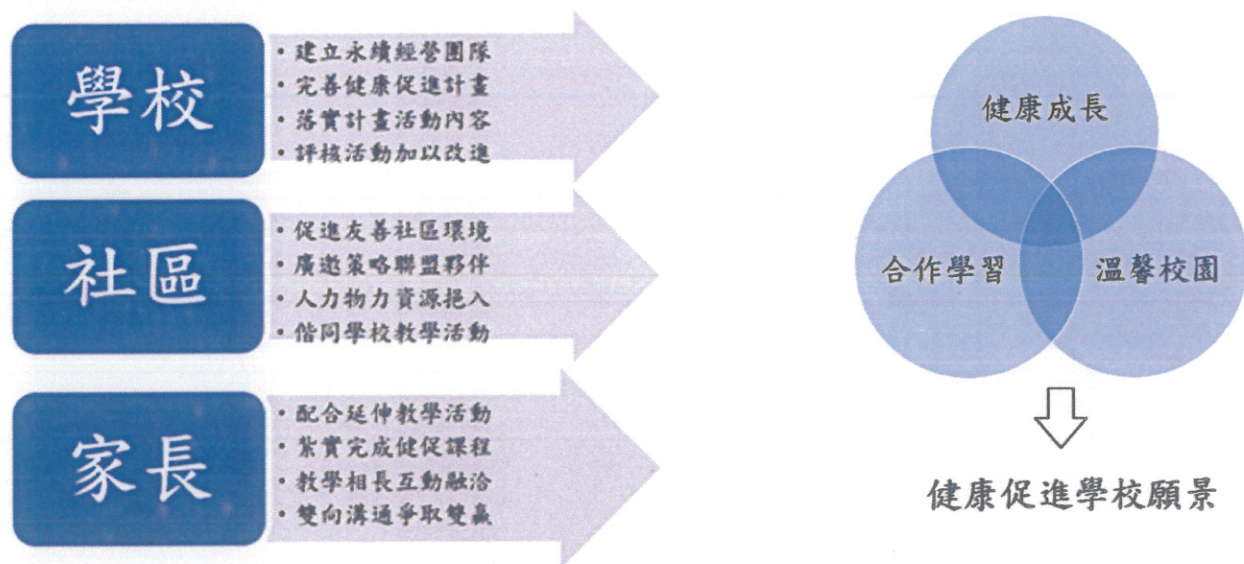 學校
建立永續經營團隊
完善健康促進計畫
落實計畫活動內容
評核活動加以改進
社區
促進友善社區環境
廣邀策略聯盟夥伴
人力物力資源挹入
偕同學校教學活動
家長
配合延伸教學活動
紮實完成健促課程
教學相長互動融洽
雙向溝通爭取雙贏
健康成長
合作學習
溫馨校園
健康促進學校願景